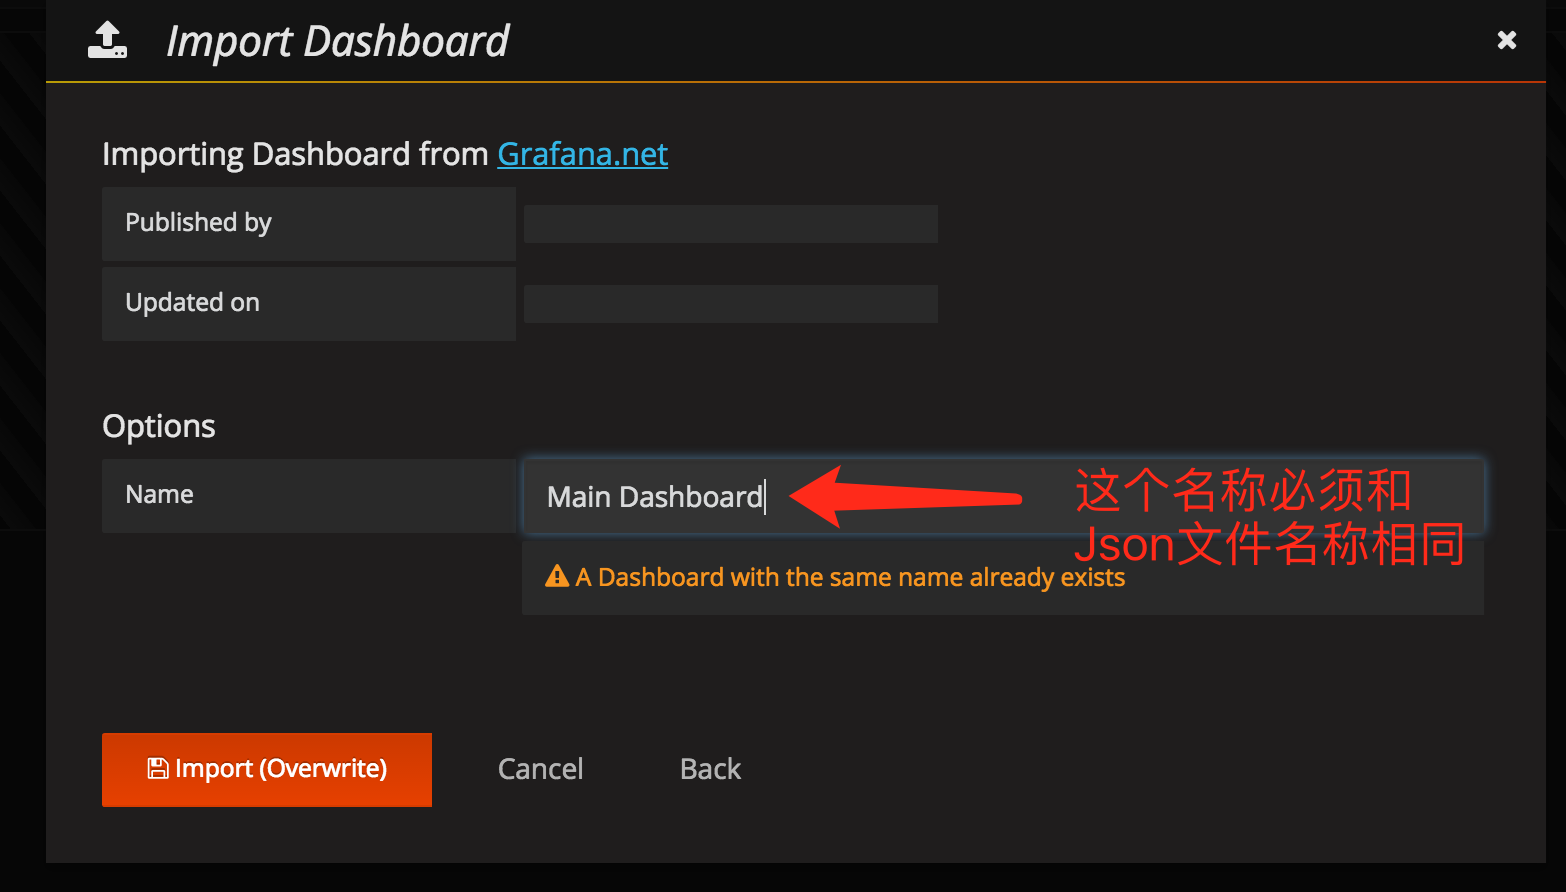 Import Dashboard
Importing Dashboard from Grafana.net
Published by
Updated on
Options
Name
Main Dashboard
这个名称必须和
Json文件名称相同
A Dashboard with the same name already exists
Import (Overwrite)
Cancel
Back